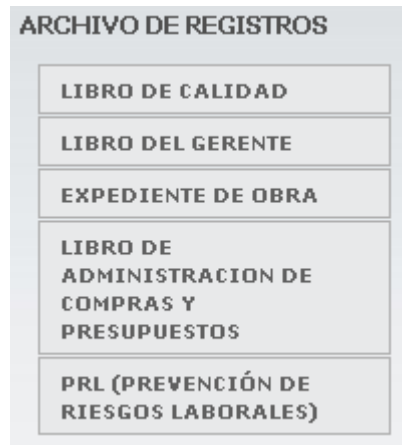 ARCHIVO DE REGISTROS
LIBRO DE CALIDAD
LIBRO DEL GERENTE
EXPEDIENTE DE OBRA
LIBRO DE
ADMINISTRACION DE
COMPRAS Y
PRESUPUESTOS
PRL (PREVENCIÓN DE
RIESGOS LABORALES)